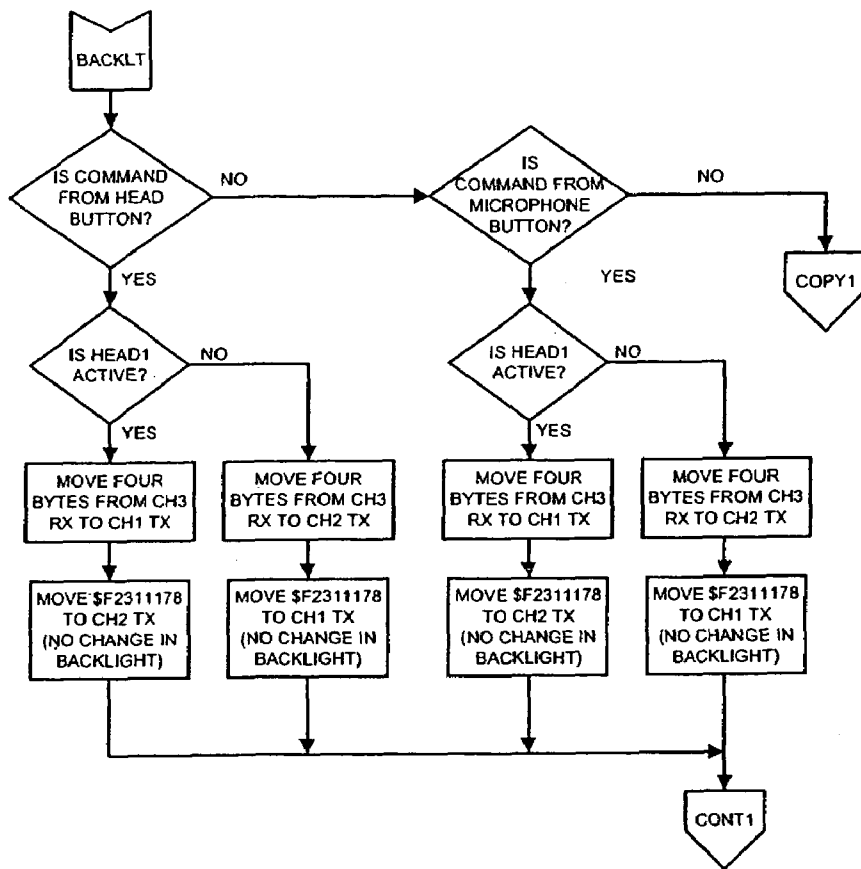 BACKLT
IS COMMAND
FROM HEAD
BUTTON?
NO
IS
COMMAND FROM
MICROPHONE
BUTTON?
NO
COPY1
YES
YES
IS HEAD1
ACTIVE?
NO
IS HEAD1
ACTIVE?
NO
YES
YES
MOVE FOUR
BYTES FROM CH3
RX TO CH1 TX
MOVE FOUR
BYTES FROM CH3
RX TO CH2 TX
MOVE FOUR
BYTES FROM CH3
RX TO CH1 TX
MOVE FOUR
BYTES FROM CH3
RX TO CH2 TX
MOVE $F2311178
TO CH2 TX
(NO CHANGE IN
BACKLIGHT)
MOVE $F2311178
TO CH1 TX
(NO CHANGE IN
BACKLIGHT)
MOVE $F2311178
TO CH2 TX
(NO CHANGE IN
BACKLIGHT)
MOVE $F2311178
TO CH1 TX
(NO CHANGE IN
BACKLIGHT)
CONT1